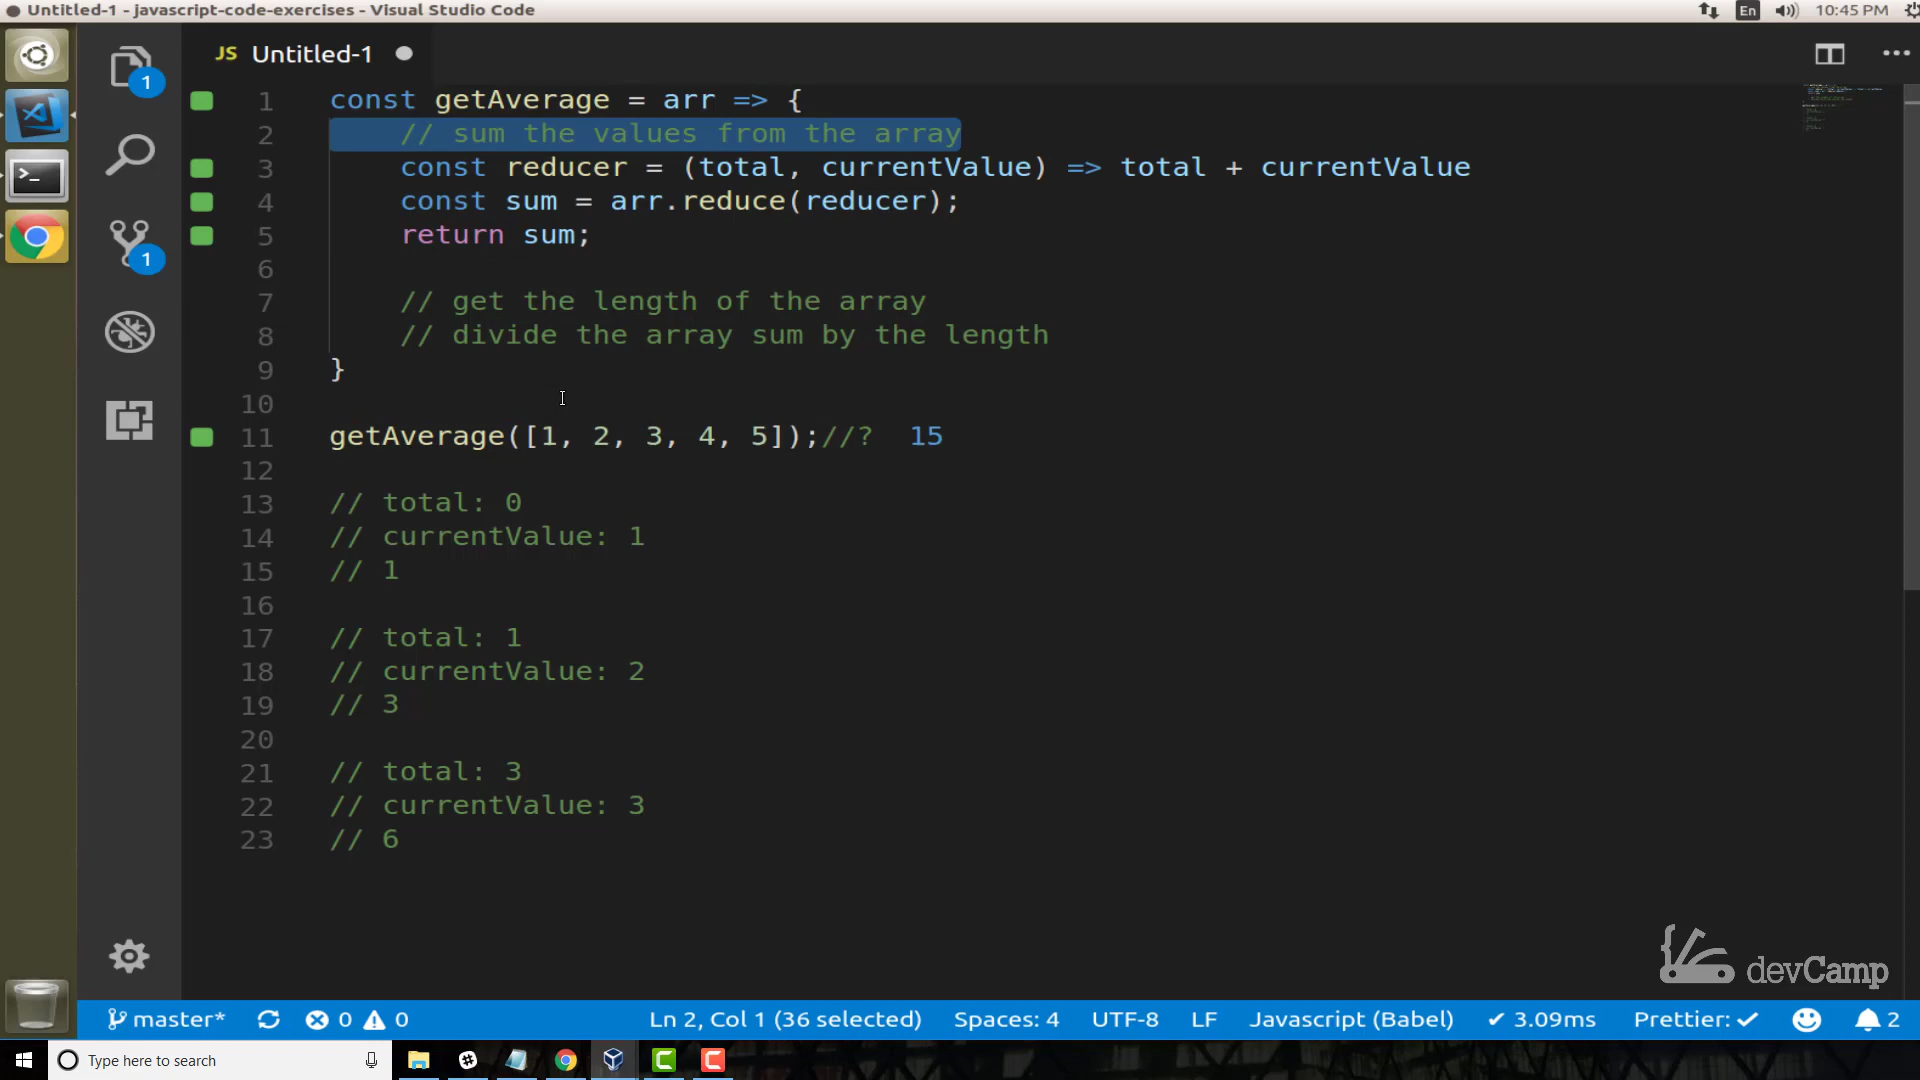 Untitled-1 - javascript-code-exercises - Visual Studio Code
En 10:45 PM
JS Untitled-1
1
1
1 const getAverage = arr => {
2 // sum the values from the array
3 const reducer = (total, currentValue) => total + currentValue
4 const sum = arr.reduce(reducer);
5 return sum;
6
7 // get the length of the array
8 // divide the array sum by the length
9 }
10
11 getAverage([1, 2, 3, 4, 5]);//? 15
12
13 // total: 0
14 // currentValue: 1
15 // 1
16
17 // total: 1
18 // currentValue: 2
19 // 3
20
21 // total: 3
22 // currentValue: 3
23 // 6
devCamp
master* 0 0 Ln 2, Col 1 (36 selected) Spaces: 4 UTF-8 LF Javascript (Babel) ✔ 3.09ms Prettier: ✔ 2
Type here to search